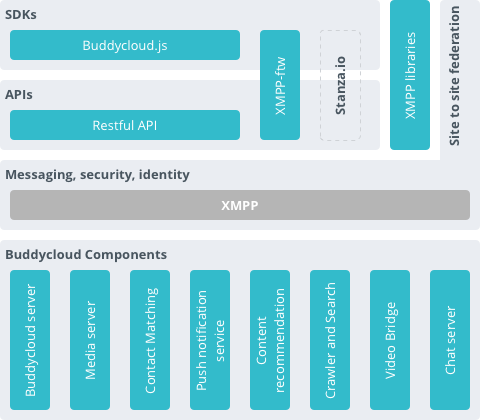 SDKs
Buddycloud.js
APIs
Restful API
XMPP-ftw
Stanza.io
XMPP libraries
Site to site federation
Messaging, security, identity
XMPP
Buddycloud Components
Buddycloud server
Media server
Contact Matching
Push notification
service
Content
recommendation
Crawler and Search
Video Bridge
Chat server